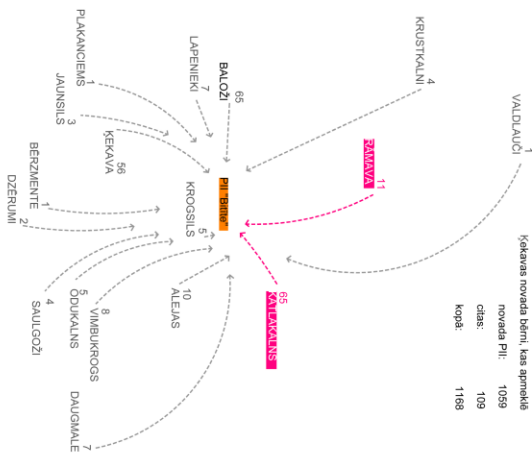 Ķekavas novada bērni, kas apmeklē
novada PII: 1059
citas: 109
kopā: 1168
VALDLAUČI 1
KRUSTKALNI 4
11
RĀMAVA
65
KATLAKALNS
65
BALOŽI
PII "Bitīte"
LAPENIEKI 7
KROGSILS 5
10
ALEJAS
56
ĶEKAVA
8
VIMBUKROGS
PLAKANCIEMS 1
5
ODUKALNS
DAUGMALE 7
JAUNSILS 3
BĒRZMENTE 1
4
SAULGOŽI
DZĒRUMI 2